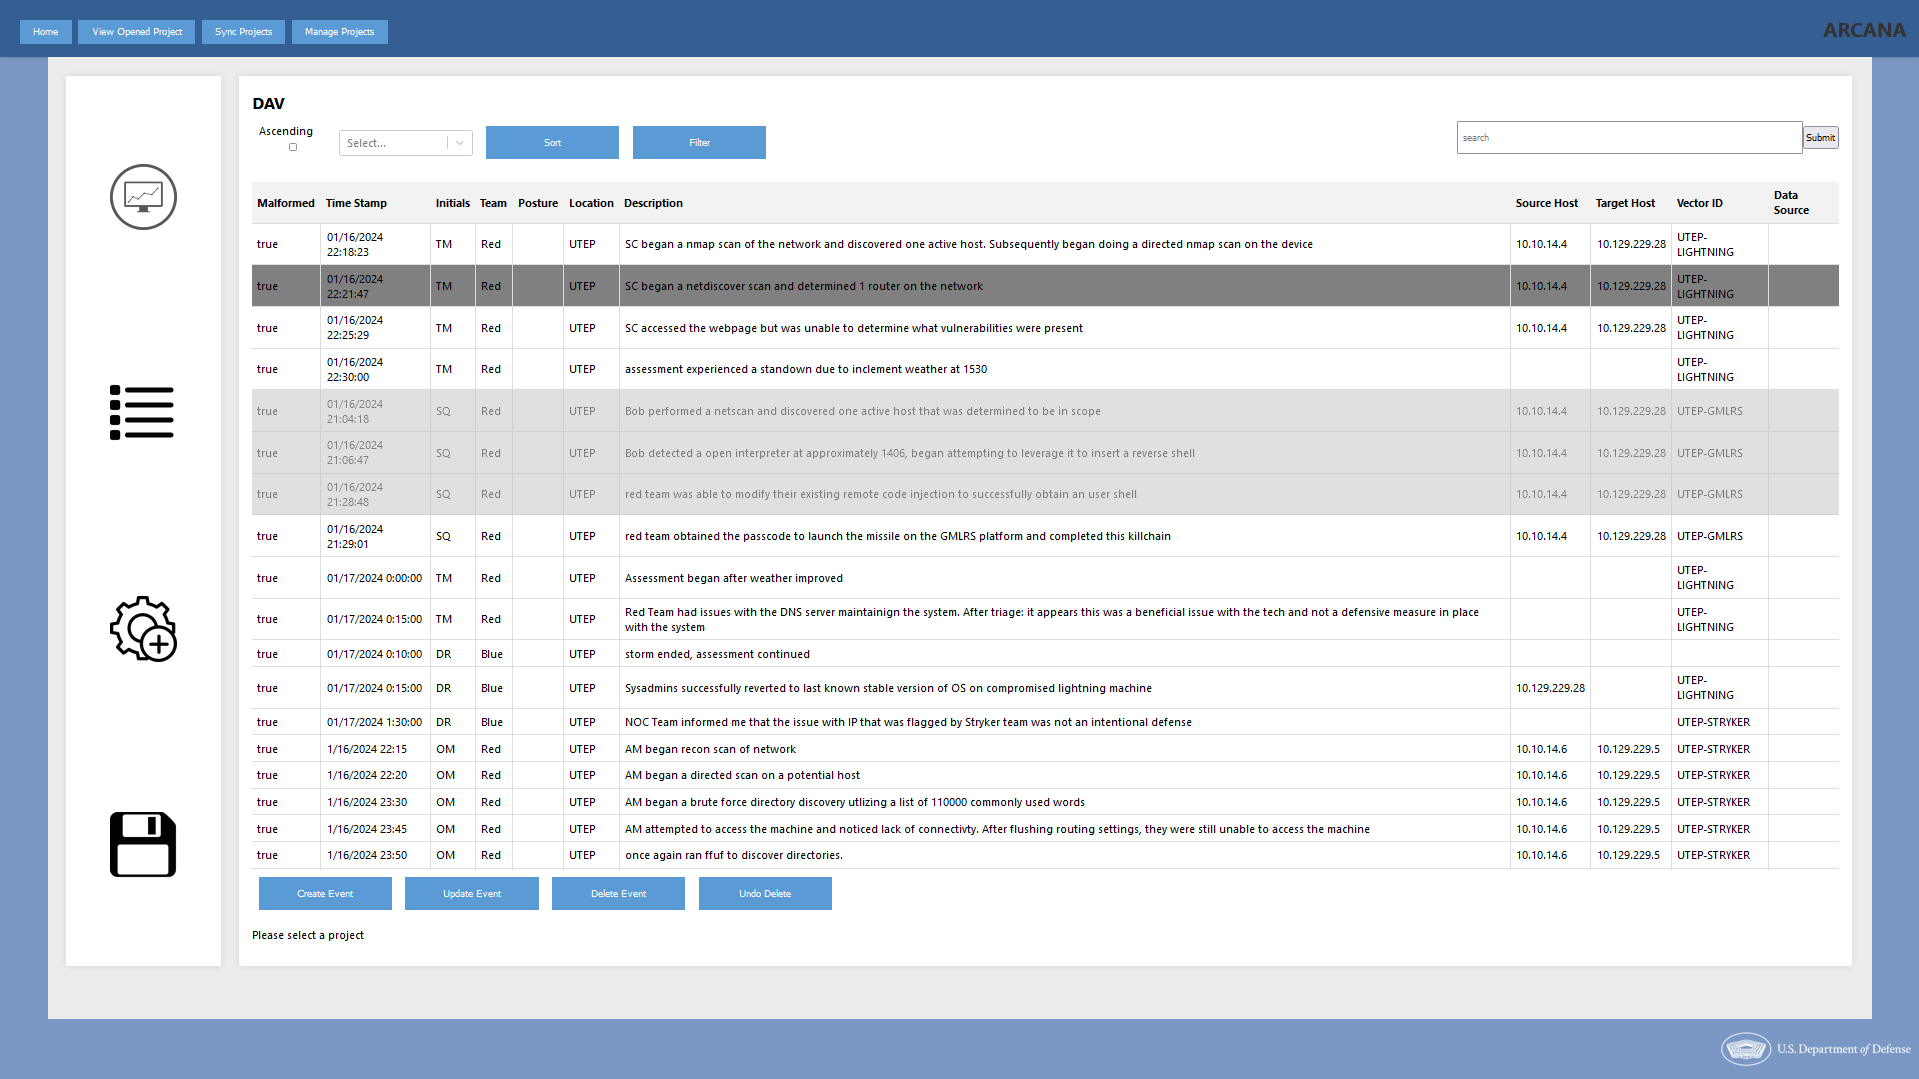 Home View Opened Project Sync Projects Manage Projects ARCANA
DAV
Ascending
Select... Sort Filter search Submit
Malformed Time Stamp Initials Team Posture Location Description Source Host Target Host Vector ID Data Source
true 01/16/2024 22:18:23 TM Red UTEP SC began a nmap scan of the network and discovered one active host. Subsequently began doing a directed nmap scan on the device 10.10.14.4 10.129.229.28 UTEP-LIGHTNING
true 01/16/2024 22:21:47 TM Red UTEP SC began a netdiscover scan and determined 1 router on the network 10.10.14.4 10.129.229.28 UTEP-LIGHTNING
true 01/16/2024 22:25:29 TM Red UTEP SC accessed the webpage but was unable to determine what vulnerabilities were present 10.10.14.4 10.129.229.28 UTEP-LIGHTNING
true 01/16/2024 22:30:00 TM Red UTEP assessment experienced a standown due to inclement weather at 1530 UTEP-LIGHTNING
true 01/16/2024 21:04:18 SQ Red UTEP Bob performed a netscan and discovered one active host that was determined to be in scope 10.10.14.4 10.129.229.28 UTEP-GMLRS
true 01/16/2024 21:06:47 SQ Red UTEP Bob detected a open interpreter at approximately 1406, began attempting to leverage it to insert a reverse shell 10.10.14.4 10.129.229.28 UTEP-GMLRS
true 01/16/2024 21:28:48 SQ Red UTEP red team was able to modify their existing remote code injection to successfully obtain an user shell 10.10.14.4 10.129.229.28 UTEP-GMLRS
true 01/16/2024 21:29:01 SQ Red UTEP red team obtained the passcode to launch the missile on the GMLRS platform and completed this killchain 10.10.14.4 10.129.229.28 UTEP-GMLRS
true 01/17/2024 0:00:00 TM Red UTEP Assessment began after weather improved UTEP-LIGHTNING
true 01/17/2024 0:15:00 TM Red UTEP Red Team had issues with the DNS server maintainign the system. After triage: it appears this was a beneficial issue with the tech and not a defensive measure in place with the system UTEP-LIGHTNING
true 01/17/2024 0:10:00 DR Blue UTEP storm ended, assessment continued
true 01/17/2024 0:15:00 DR Blue UTEP Sysadmins successfully reverted to last known stable version of OS on compromised lightning machine 10.129.229.28 UTEP-LIGHTNING
true 01/17/2024 1:30:00 DR Blue UTEP NOC Team informed me that the issue with IP that was flagged by Stryker team was not an intentional defense UTEP-STRYKER
true 1/16/2024 22:15 OM Red UTEP AM began recon scan of network 10.10.14.6 10.129.229.5 UTEP-STRYKER
true 1/16/2024 22:20 OM Red UTEP AM began a directed scan on a potential host 10.10.14.6 10.129.229.5 UTEP-STRYKER
true 1/16/2024 23:30 OM Red UTEP AM began a brute force directory discovery utlizing a list of 110000 commonly used words 10.10.14.6 10.129.229.5 UTEP-STRYKER
true 1/16/2024 23:45 OM Red UTEP AM attempted to access the machine and noticed lack of connectivty. After flushing routing settings, they were still unable to access the machine 10.10.14.6 10.129.229.5 UTEP-STRYKER
true 1/16/2024 23:50 OM Red UTEP once again ran ffuf to discover directories. 10.10.14.6 10.129.229.5 UTEP-STRYKER
Create Event Update Event Delete Event Undo Delete
Please select a project
U.S. Department of Defense